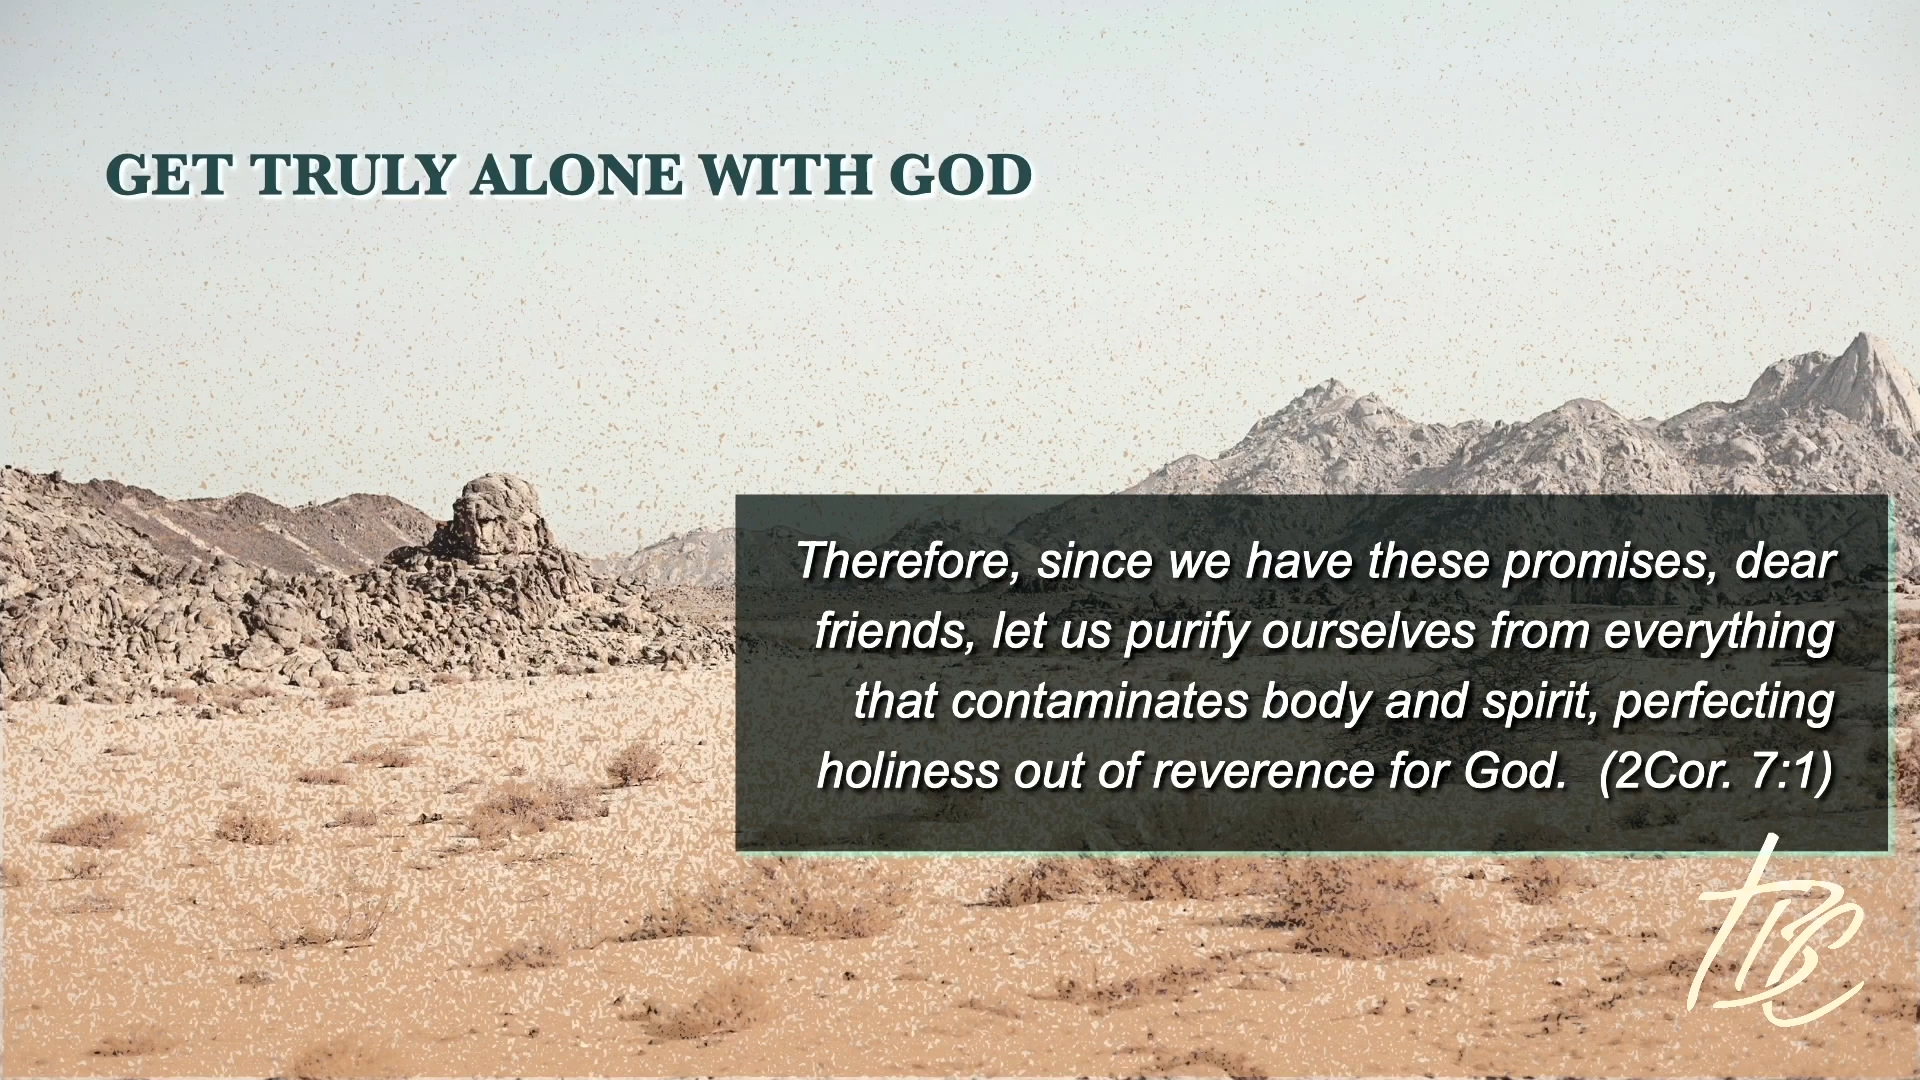 GET TRULY ALONE WITH GOD
Therefore, since we have these promises, dear
friends, let us purify ourselves from everything
that contaminates body and spirit, perfecting
holiness out of reverence for God.  (2Cor. 7:1)
TBC